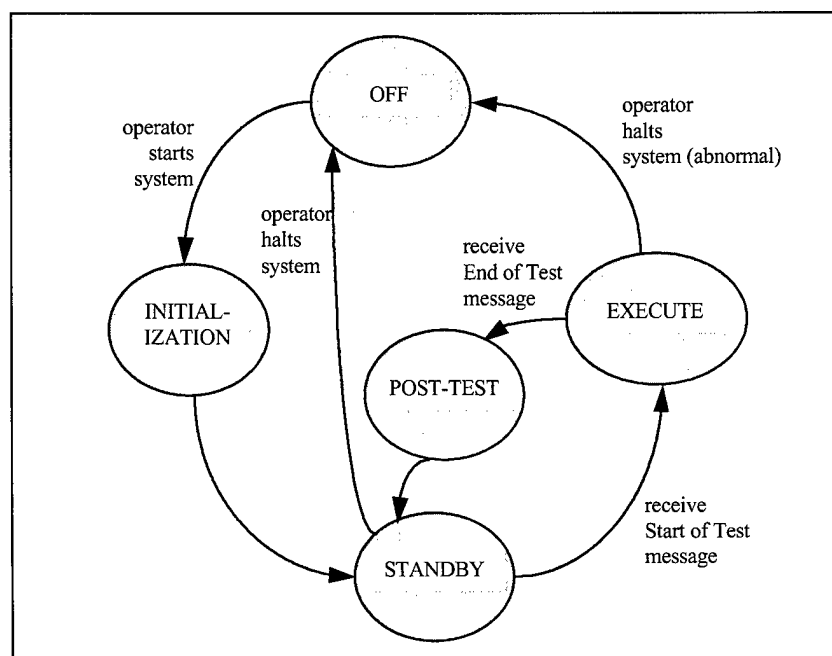 OFF
operator
starts
system
operator
halts
system (abnormal)
operator
halts
system
receive
End of Test
message
INITIAL-
IZATION
EXECUTE
POST-TEST
receive
Start of Test
message
STANDBY